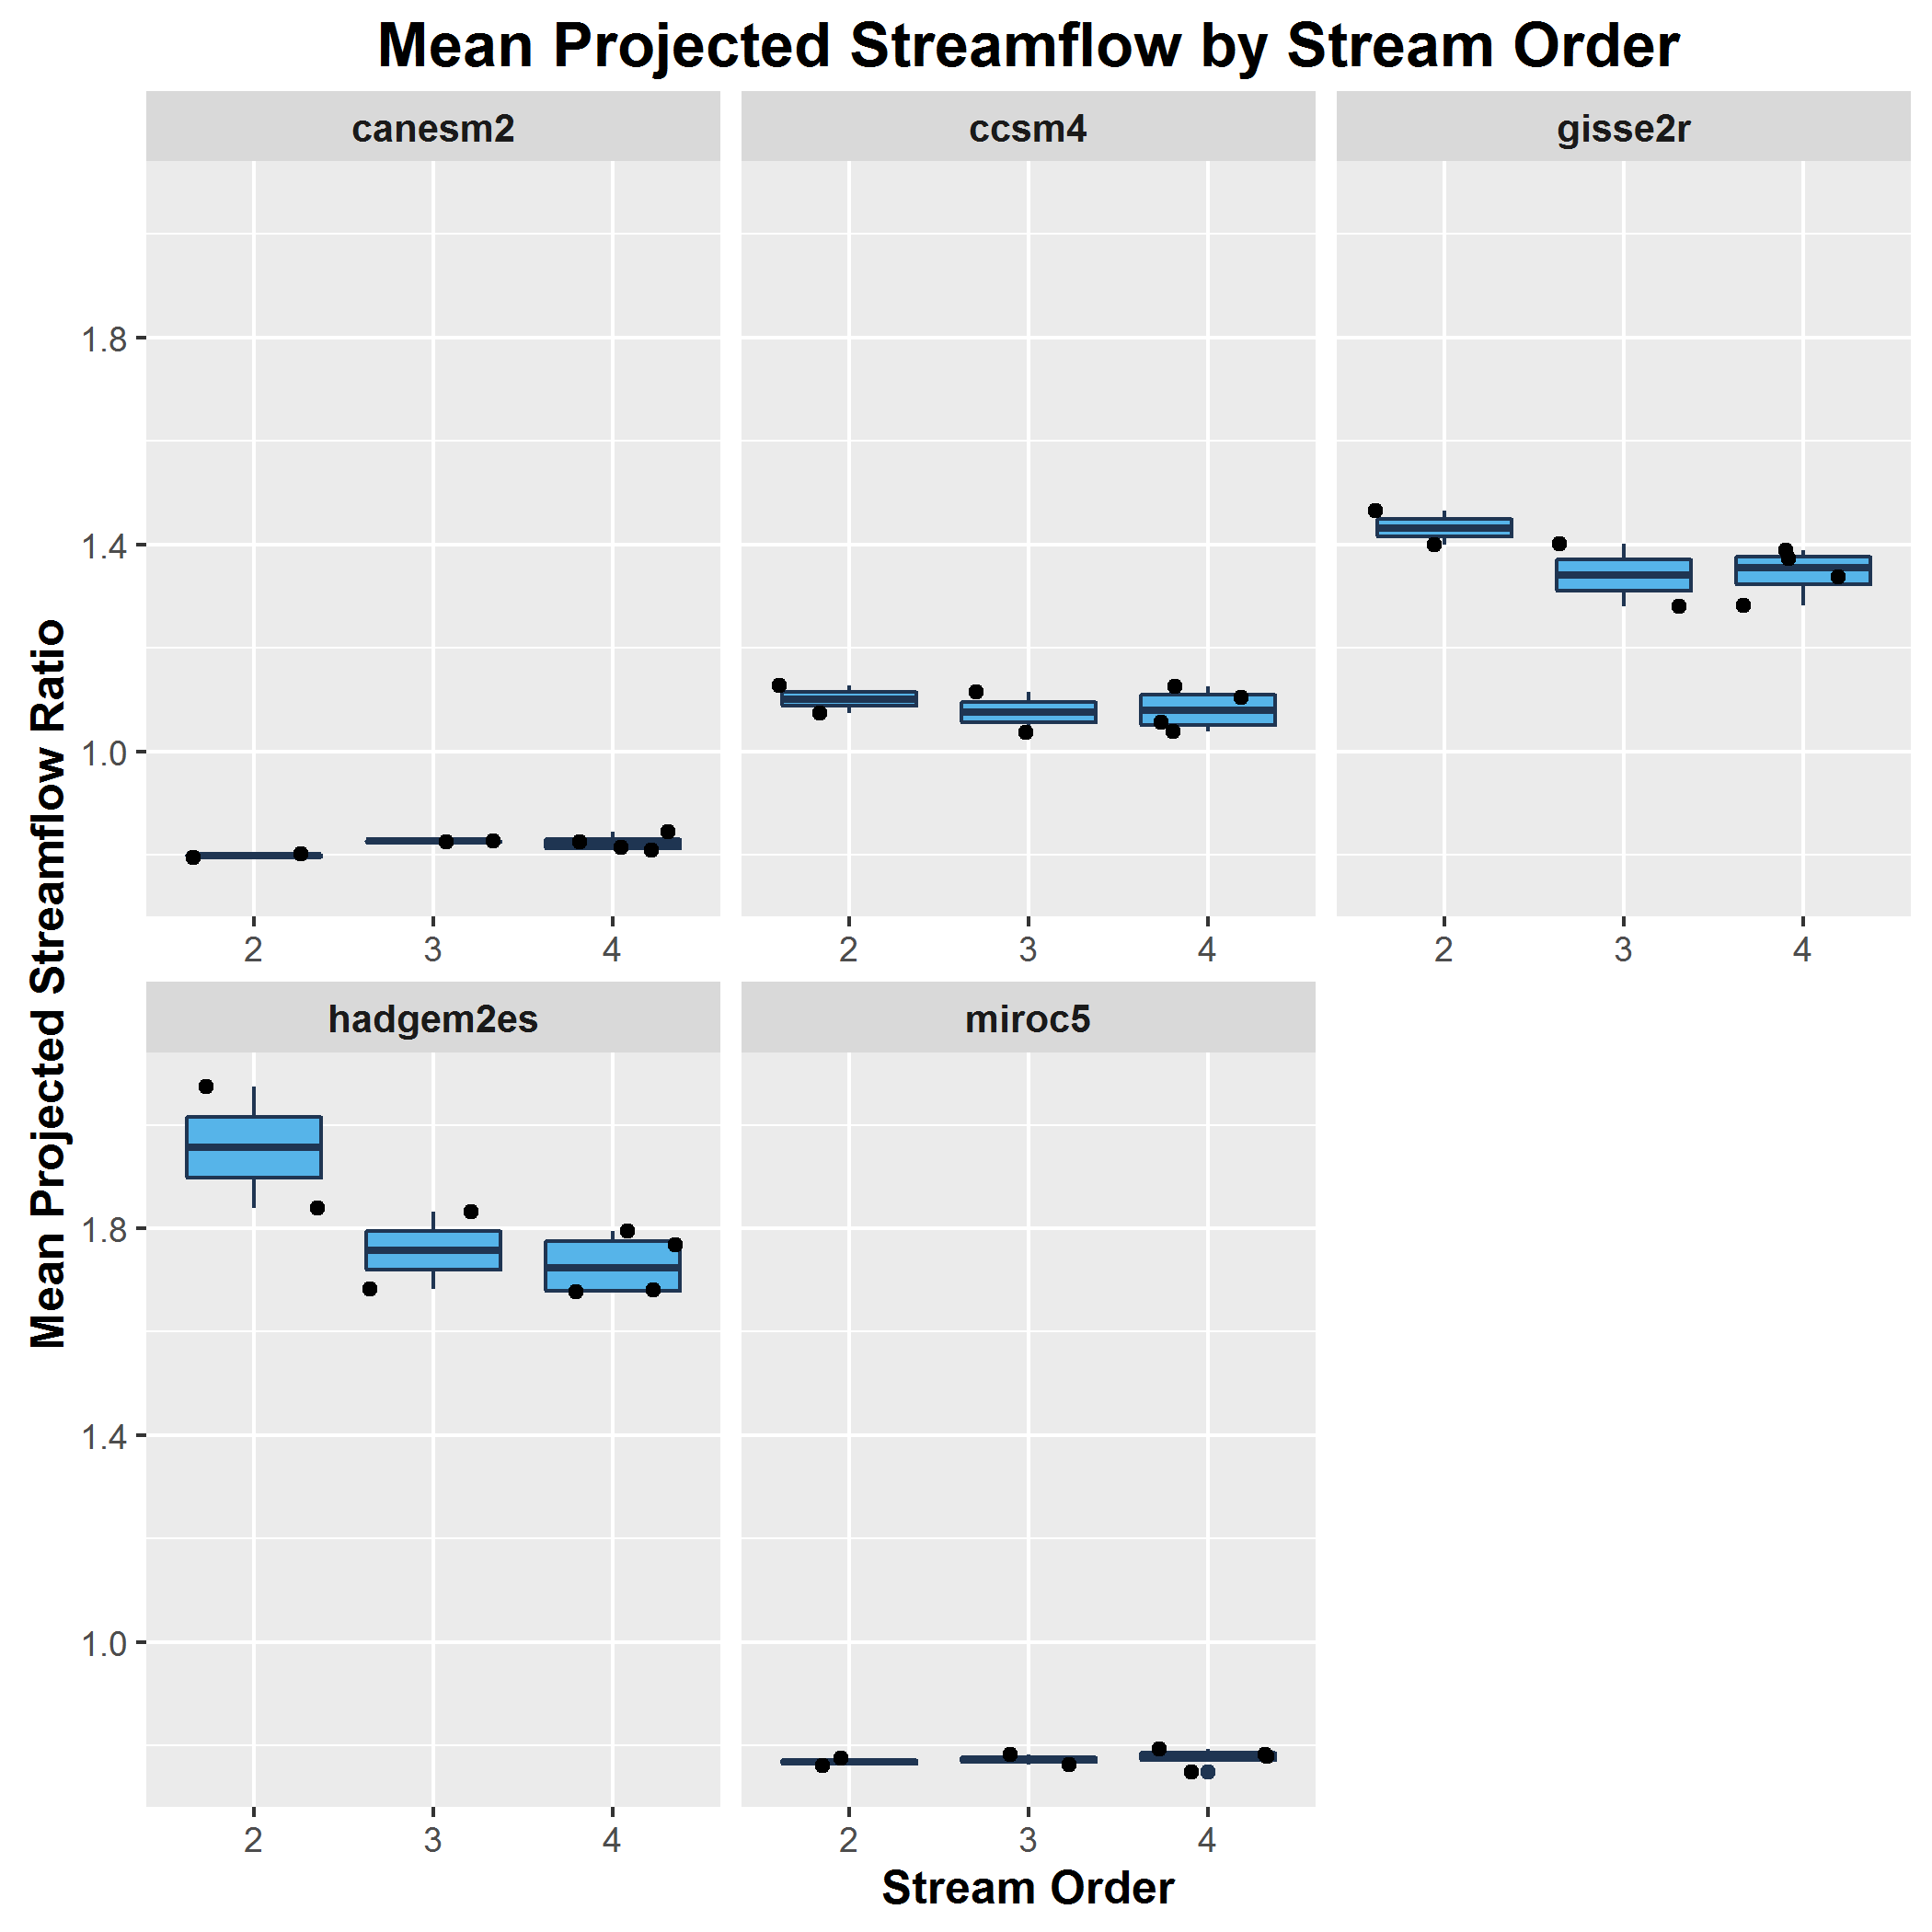 Mean Projected Streamflow by Stream Order
canesm2
ccsm4
gisse2r
1.8
1.4
1.0
2 3 4
2 3 4
2 3 4
Mean Projected Streamflow Ratio
hadgem2es
miroc5
1.8
1.4
1.0
2 3 4
2 3 4
Stream Order